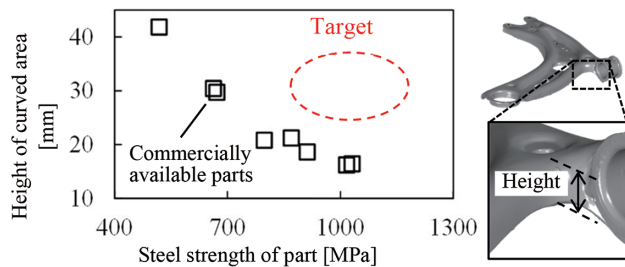 Height of curved area
[mm]
40
30
20
10
Target
Commercially
available parts
400
700
1000
1300
Steel strength of part [MPa]
Height